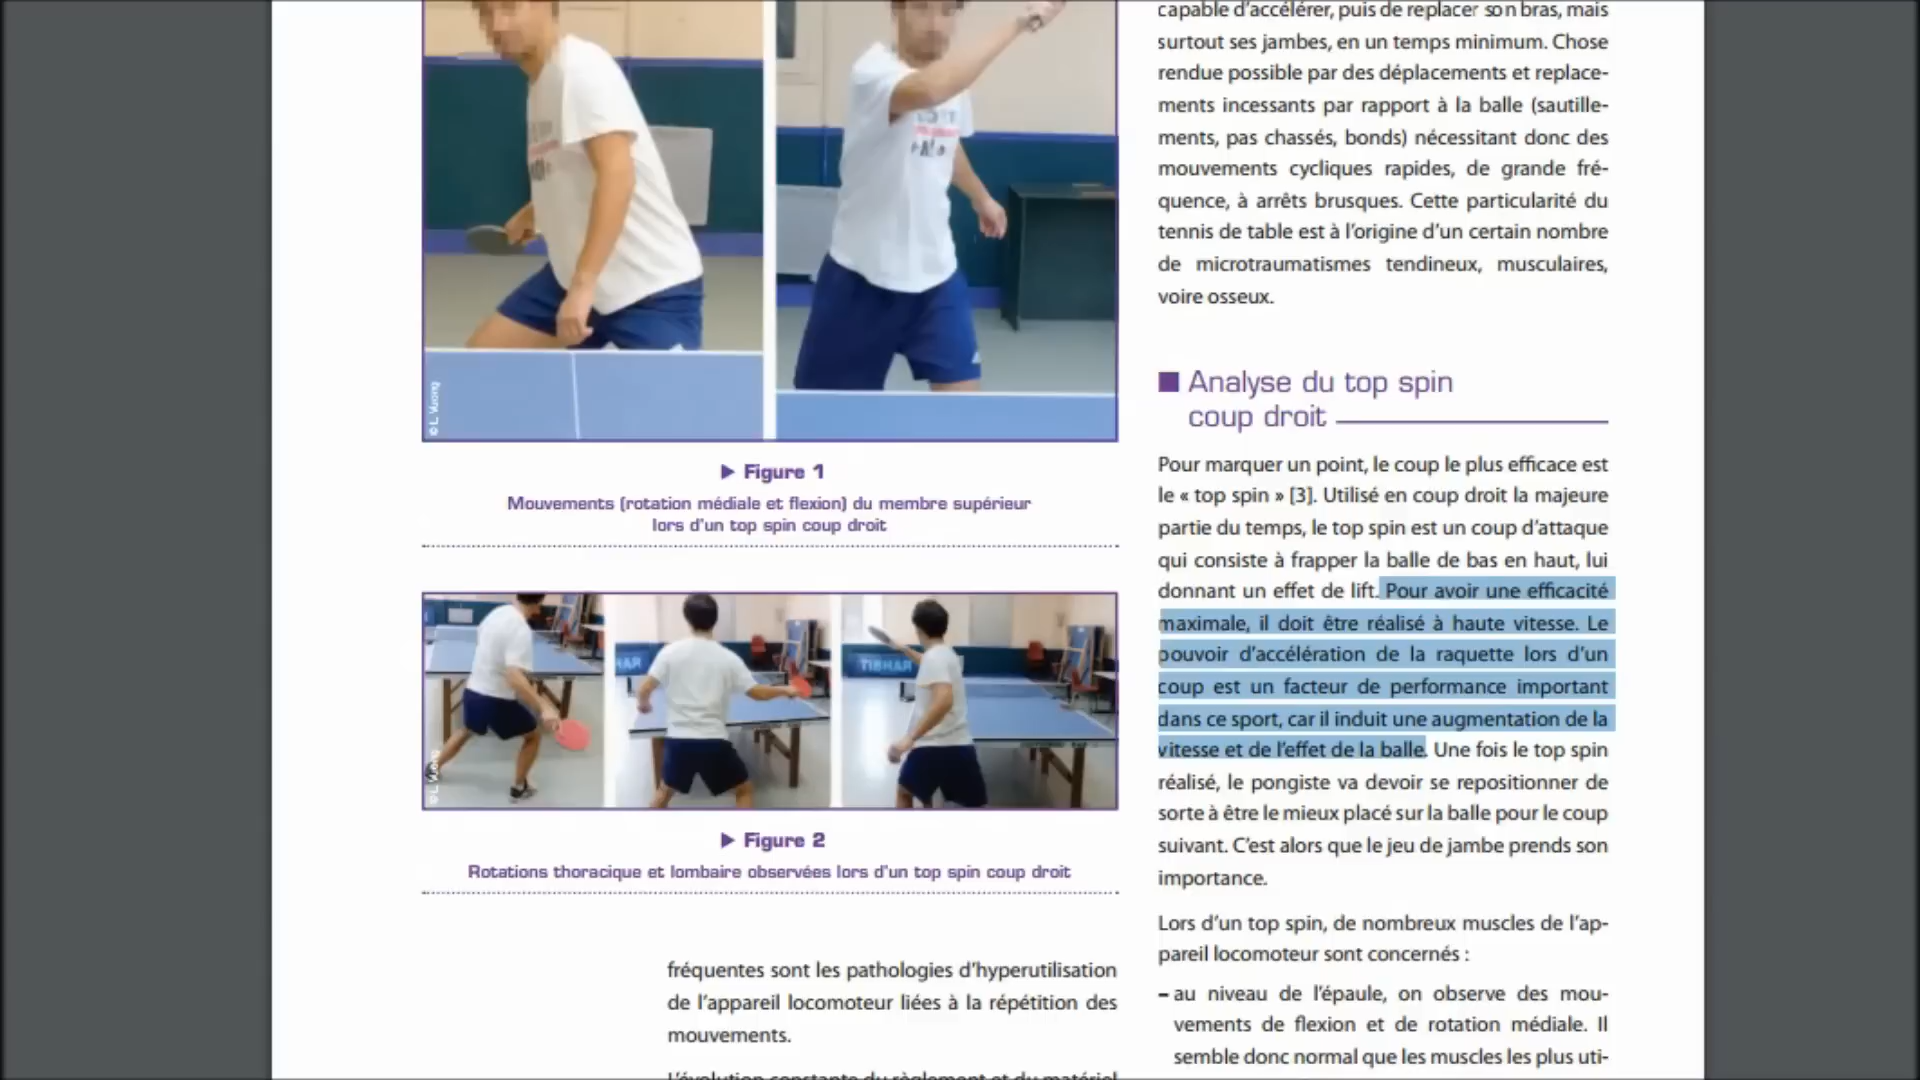 © L. Vuong
▶ Figure 1
Mouvements (rotation médiale et flexion) du membre supérieur
lors d'un top spin coup droit
TIBHAR
© L. Vuong
▶ Figure 2
Rotations thoracique et lombaire observées lors d'un top spin coup droit
fréquentes sont les pathologies d'hyperutilisation
de l'appareil locomoteur liées à la répétition des
mouvements.
L'évolution constante du règlement et du matériel
capable d'accélérer, puis de replacer son bras, mais
surtout ses jambes, en un temps minimum. Chose
rendue possible par des déplacements et replace-
ments incessants par rapport à la balle (sautille-
ments, pas chassés, bonds) nécessitant donc des
mouvements cycliques rapides, de grande fré-
quence, à arrêts brusques. Cette particularité du
tennis de table est à l'origine d'un certain nombre
de microtraumatismes tendineux, musculaires,
voire osseux.
Analyse du top spin
coup droit
Pour marquer un point, le coup le plus efficace est
le « top spin » [3]. Utilisé en coup droit la majeure
partie du temps, le top spin est un coup d'attaque
qui consiste à frapper la balle de bas en haut, lui
donnant un effet de lift. Pour avoir une efficacité
maximale, il doit être réalisé à haute vitesse. Le
pouvoir d'accélération de la raquette lors d'un
coup est un facteur de performance important
dans ce sport, car il induit une augmentation de la
vitesse et de l'effet de la balle. Une fois le top spin
réalisé, le pongiste va devoir se repositionner de
sorte à être le mieux placé sur la balle pour le coup
suivant. C'est alors que le jeu de jambe prends son
importance.
Lors d'un top spin, de nombreux muscles de l'ap-
pareil locomoteur sont concernés :
– au niveau de l'épaule, on observe des mou-
vements de flexion et de rotation médiale. Il
semble donc normal que les muscles les plus uti-